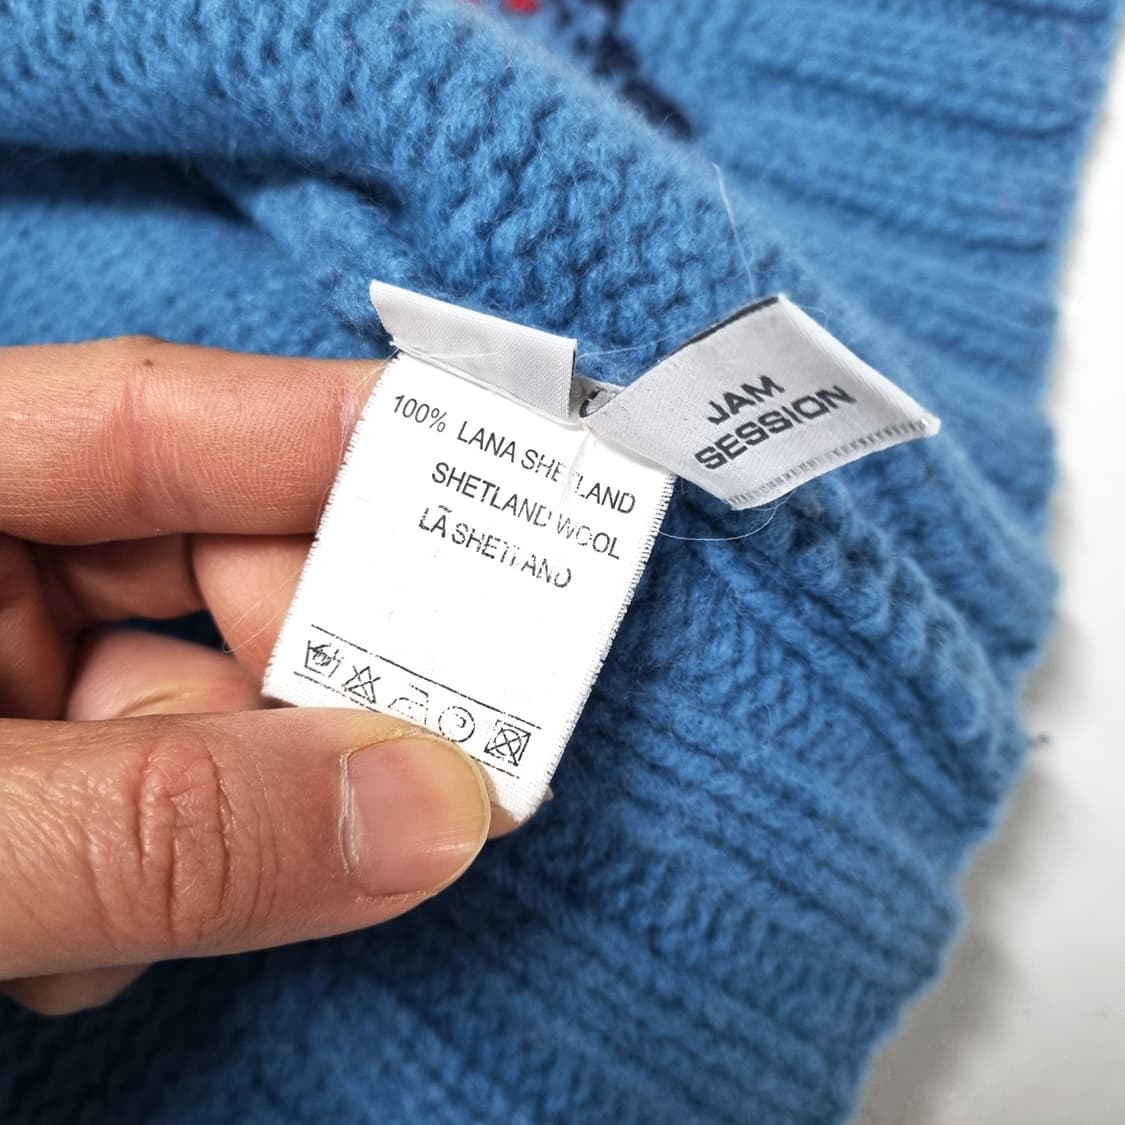 100% LANA SHETLAND
SHETLAND WOOL
LÃ SHETLAND
JAM
SESSION